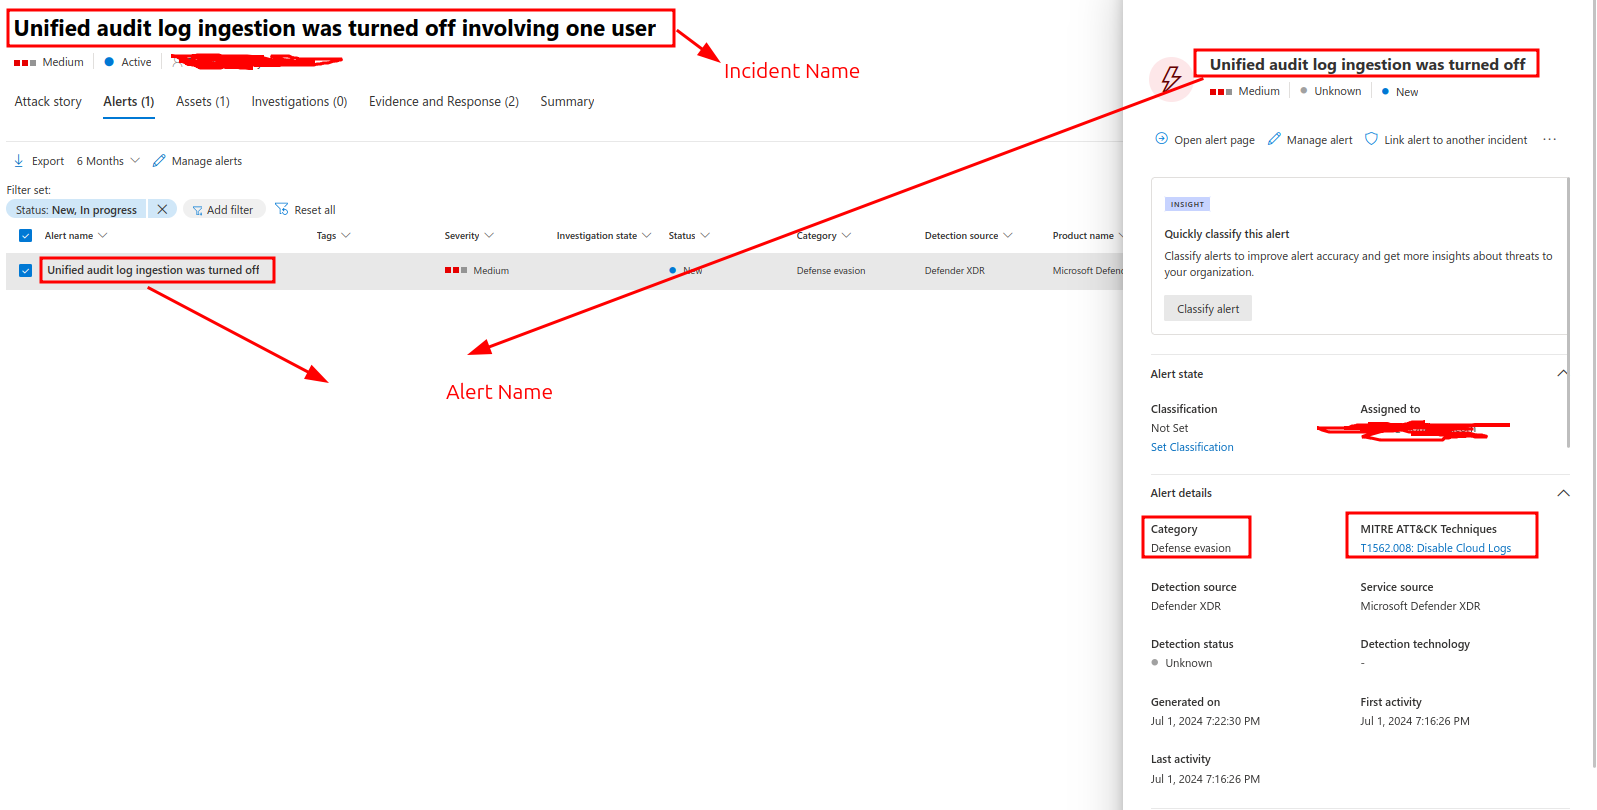 Unified audit log ingestion was turned off involving one user
Incident Name
Medium Active
Attack story Alerts (1) Assets (1) Investigations (0) Evidence and Response (2) Summary
Export 6 Months Manage alerts
Filter set:
Status: New, In progress Add filter Reset all
Alert name Tags Severity Investigation state Status Category Detection source Product name
Unified audit log ingestion was turned off Medium New Defense evasion Defender XDR Microsoft Defen
Alert Name
Unified audit log ingestion was turned off
Medium Unknown New
Open alert page Manage alert Link alert to another incident ...
INSIGHT
Quickly classify this alert
Classify alerts to improve alert accuracy and get more insights about threats to
your organization.
Classify alert
Alert state
Classification Assigned to
Not Set
Set Classification
Alert details
Category MITRE ATT&CK Techniques
Defense evasion T1562.008: Disable Cloud Logs
Detection source Service source
Defender XDR Microsoft Defender XDR
Detection status Detection technology
Unknown -
Generated on First activity
Jul 1, 2024 7:22:30 PM Jul 1, 2024 7:16:26 PM
Last activity
Jul 1, 2024 7:16:26 PM